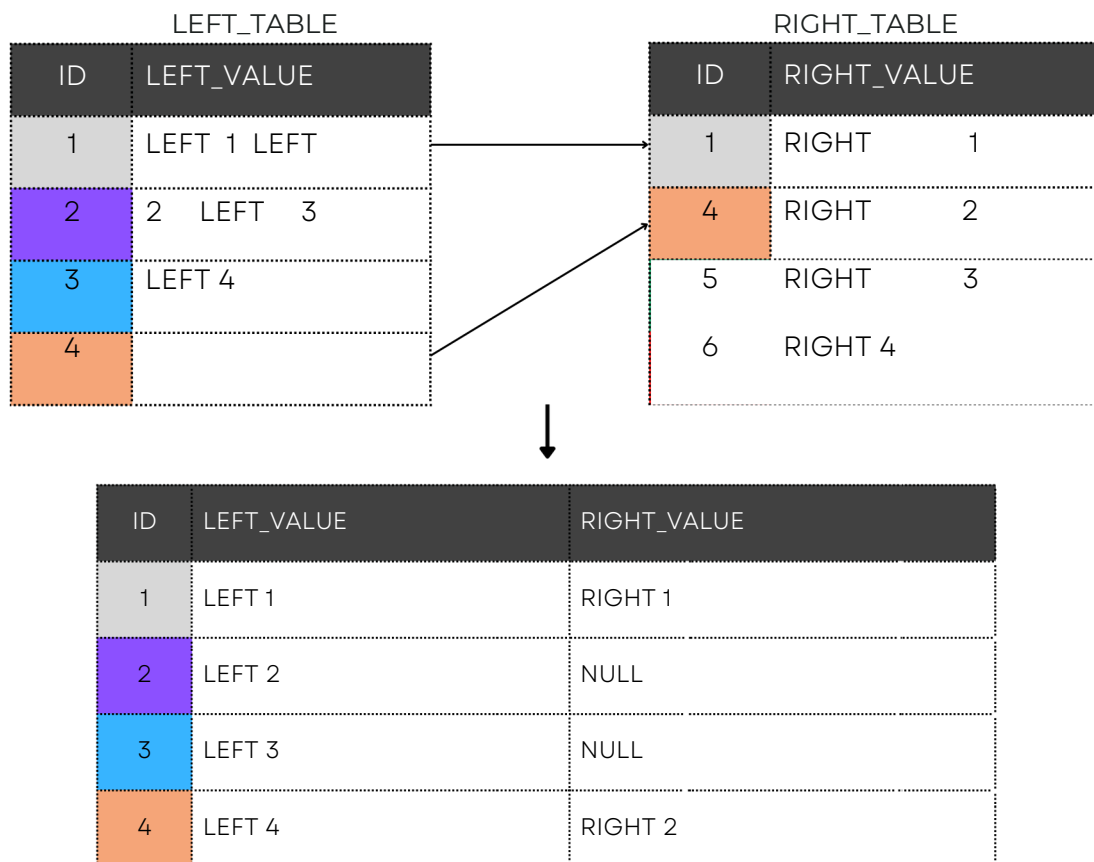 LEFT_TABLE
ID LEFT_VALUE
1 LEFT 1 LEFT
2 2 LEFT 3
3 LEFT 4
4
RIGHT_TABLE
ID RIGHT_VALUE
1 RIGHT 1
4 RIGHT 2
5 RIGHT 3
6 RIGHT 4
ID LEFT_VALUE RIGHT_VALUE
1 LEFT 1 RIGHT 1
2 LEFT 2 NULL
3 LEFT 3 NULL
4 LEFT 4 RIGHT 2